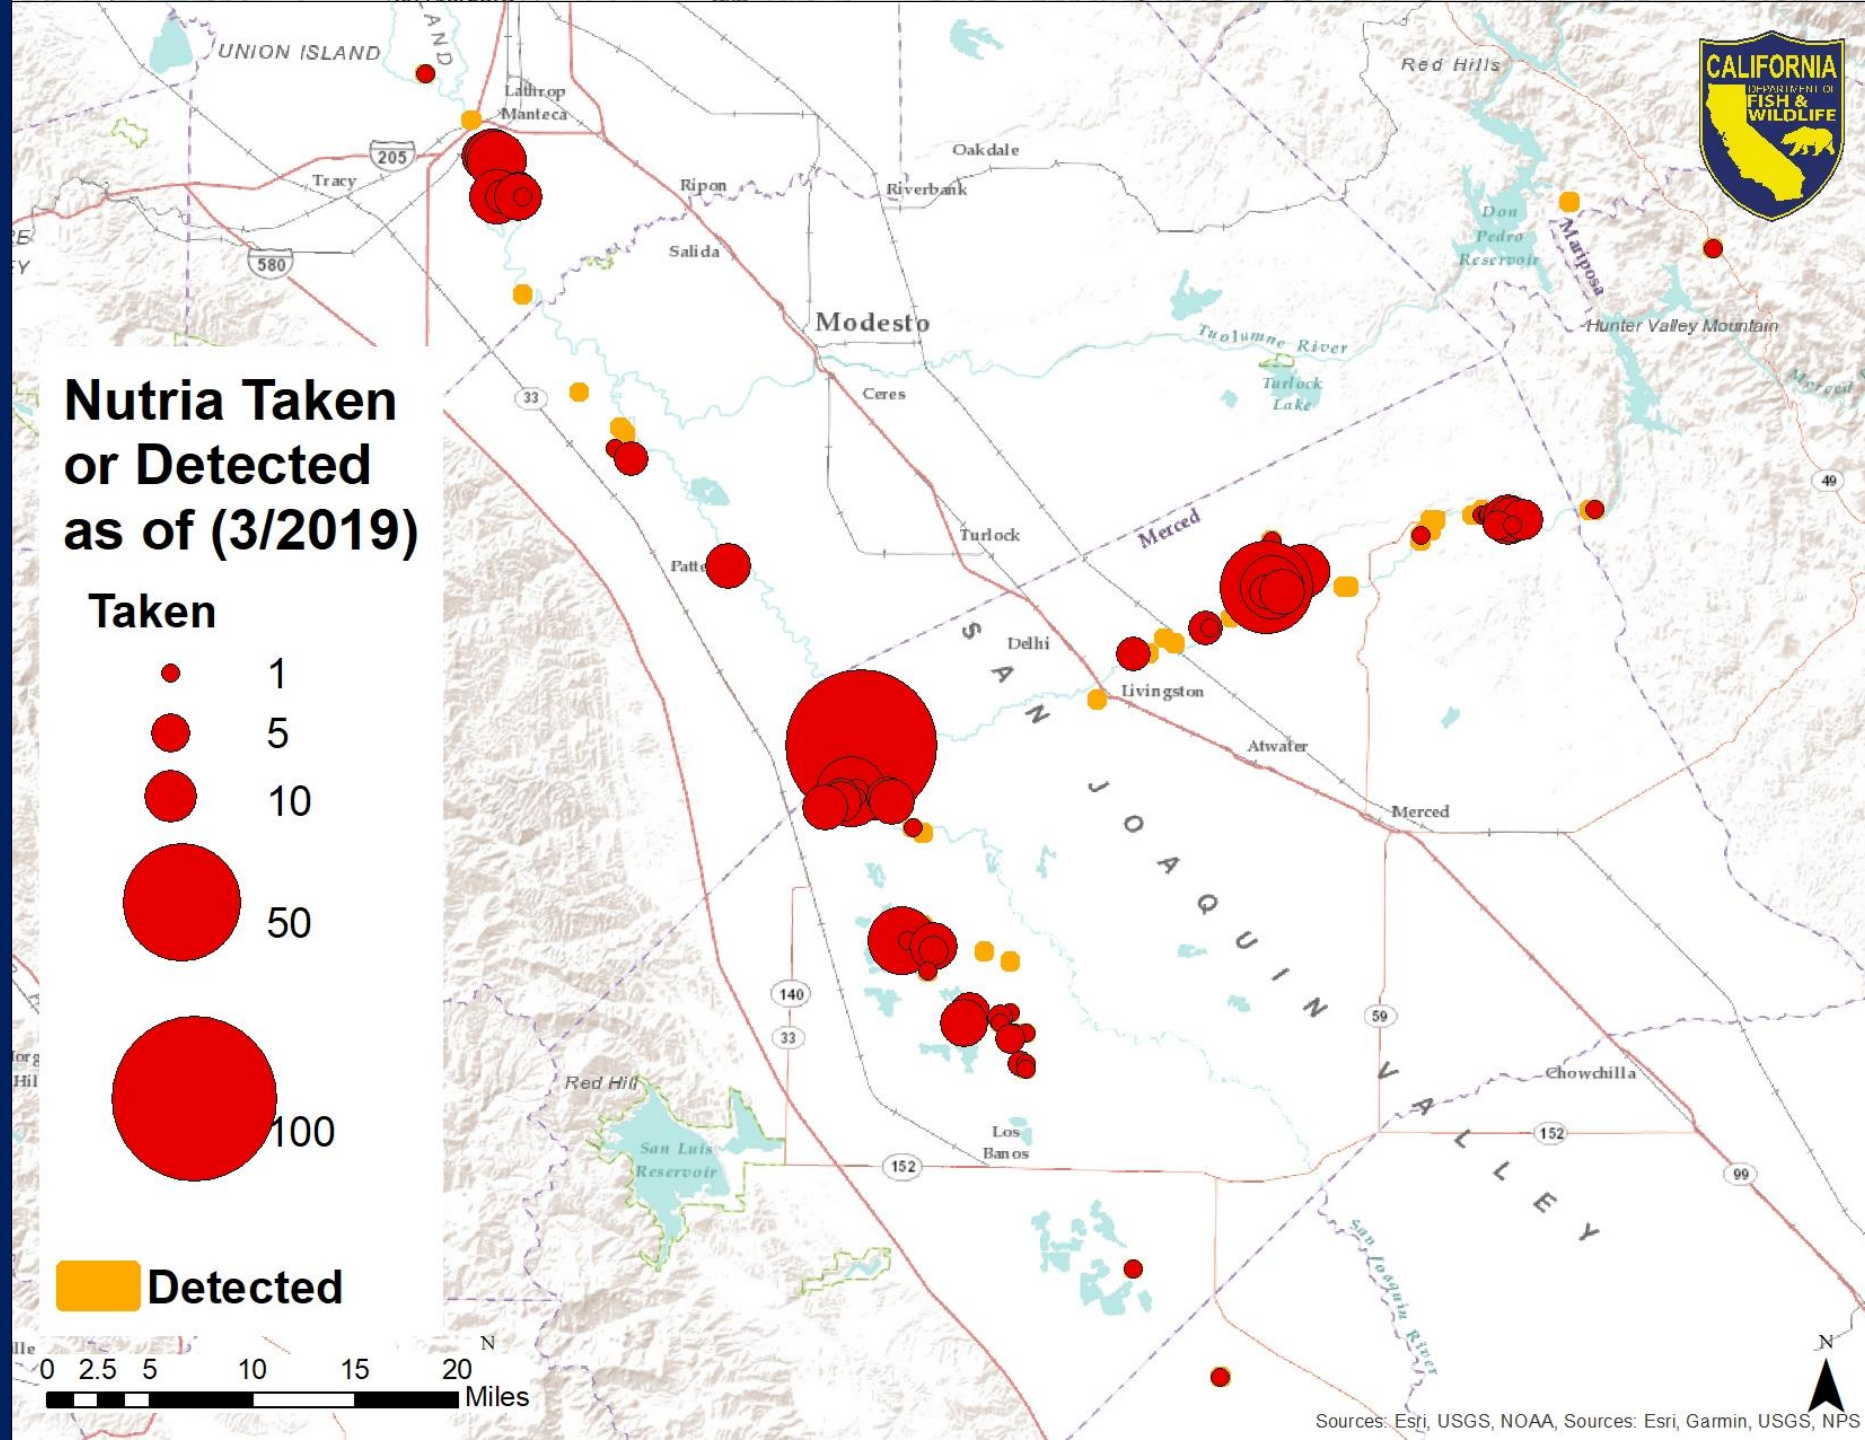 UNION ISLAND
AND
Lathrop
Manteca
205
Tracy
580
Ripon
Salida
Oakdale
Riverbank
Modesto
Ceres
Red Hills
CALIFORNIA
DEPARTMENT OF
FISH &
WILDLIFE
Don
Pedro
Reservoir
Mariposa
Hunter Valley Mountain
Merced
Tuolumne River
Turlock
Lake
49
33
Nutria Taken
or Detected
as of (3/2019)
Taken
1
5
10
50
100
Detected
Patte
Turlock
Merced
Delhi
Livingston
Atwater
Merced
SAN JOAQUIN VALLEY
140
33
59
Chowchilla
Red Hill
San Luis
Reservoir
Los
Banos
152
152
99
San Joaquin River
N
0 2.5 5 10 15 20
Miles
N
Sources: Esri, USGS, NOAA, Sources: Esri, Garmin, USGS, NPS